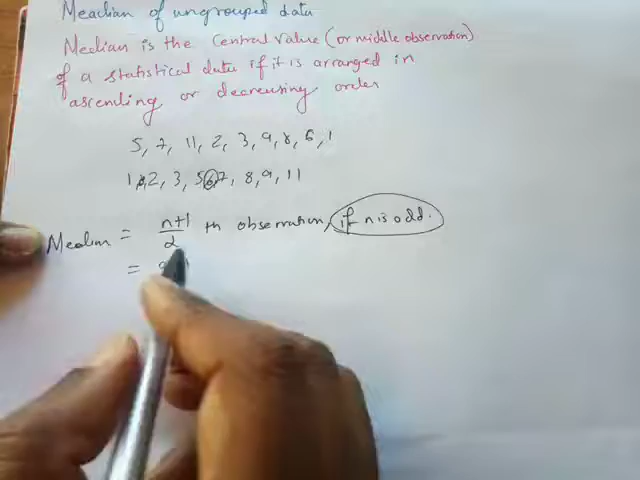 Meadian of ungrouped data
Median is the Central Value (or middle observation)
of a statistical data if it is arranged in
ascending or decreasing order
5, 7, 11, 2, 3, 9, 8, 6, 1
1, 2, 3, 5, 6, 7, 8, 9, 11
Median = n+1/2 th observation, if n is odd.
=